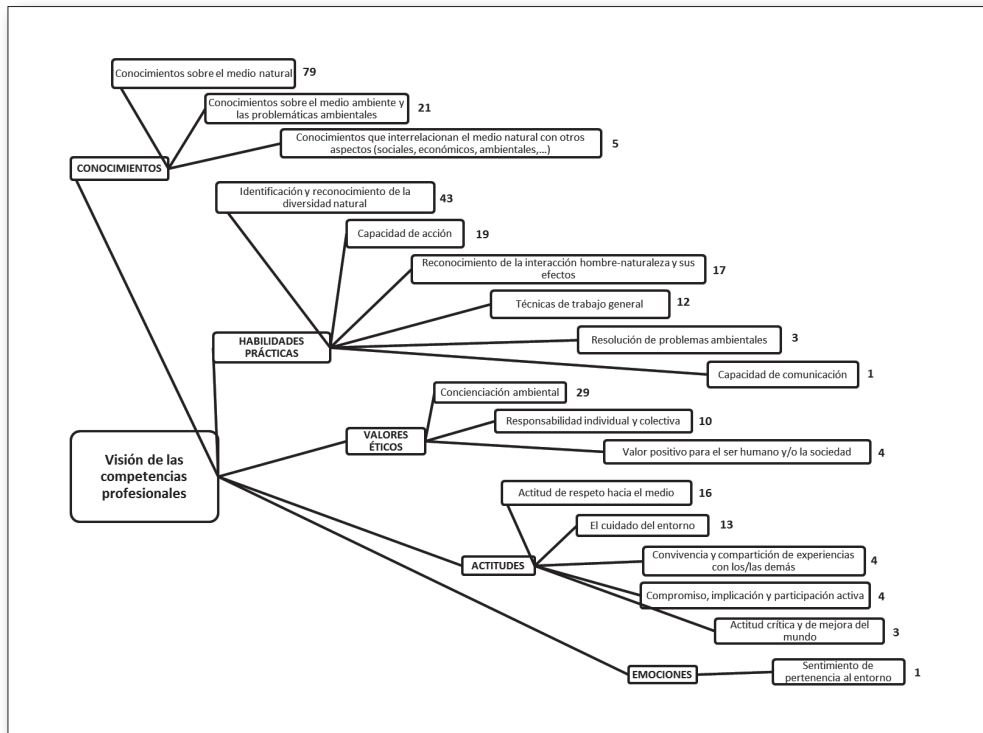 Conocimientos sobre el medio natural 79
Conocimientos sobre el medio ambiente y
las problemáticas ambientales 21
Conocimientos que interrelacionan el medio natural con otros
aspectos (sociales, económicos, ambientales,...) 5
CONOCIMIENTOS
Identificación y reconocimiento de la
diversidad natural 43
Capacidad de acción 19
Reconocimiento de la interacción hombre-naturaleza y sus
efectos 17
Técnicas de trabajo general 12
HABILIDADES
PRÁCTICAS
Resolución de problemas ambientales 3
Capacidad de comunicación 1
Concienciación ambiental 29
Responsabilidad individual y colectiva 10
VALORES
ÉTICOS
Valor positivo para el ser humano y/o la sociedad 4
Visión de las
competencias
profesionales
Actitud de respeto hacia el medio 16
El cuidado del entorno 13
ACTITUDES
Convivencia y compartición de experiencias
con los/las demás 4
Compromiso, implicación y participación activa 4
Actitud crítica y de mejora del
mundo 3
EMOCIONES
Sentimiento de
pertenencia al entorno 1